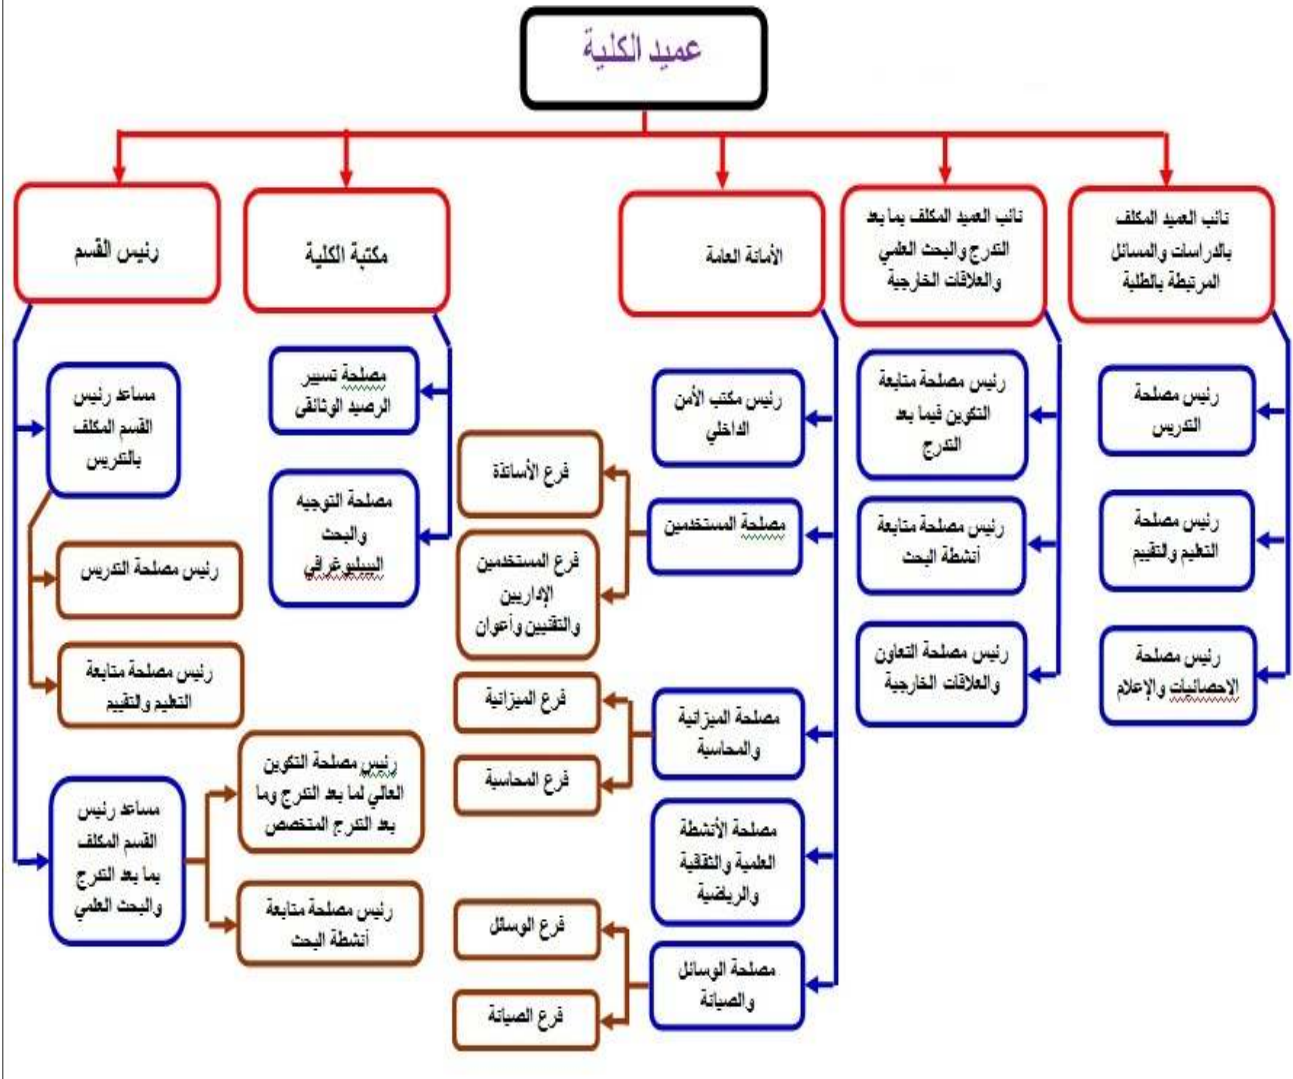 عميد الكلية
نائب العميد المكلف
بالدراسات والمسائل
المرتبطة بالطلبة
رئيس مصلحة
التدريس
رئيس مصلحة
التعليم والتقييم
رئيس مصلحة
الاحصائيات والإعلام
نائب العميد المكلف بما بعد
التدرج والبحث العلمي
والعلاقات الخارجية
رئيس مصلحة متابعة
التكوين فيما بعد
التدرج
رئيس مصلحة متابعة
أنشطة البحث
رئيس مصلحة التعاون
والعلاقات الخارجية
الأمانة العامة
رئيس مكتب الأمن
الداخلي
مصلحة المستخدمين
فرع الأساتذة
فرع المستخدمين
الإداريين
والتقنيين وأعوان
مصلحة الميزانية
والمحاسبة
فرع الميزانية
فرع المحاسبة
مصلحة الأنشطة
العلمية والثقافية
والرياضية
مصلحة الوسائل
والصيانة
فرع الوسائل
فرع الصيانة
مكتبة الكلية
مصلحة تسيير
الرصيد الوثائقي
مصلحة التوجيه
والبحث
البيبليوغرافي
رئيس القسم
مساعد رئيس
القسم المكلف
بالتدريس
رئيس مصلحة التدريس
رئيس مصلحة متابعة
التعليم والتقييم
مساعد رئيس
القسم المكلف
بما بعد التدرج
والبحث العلمي
رئيس مصلحة التكوين
العالي لما بعد التدرج وما
بعد التدرج المتخصص
رئيس مصلحة متابعة
أنشطة البحث